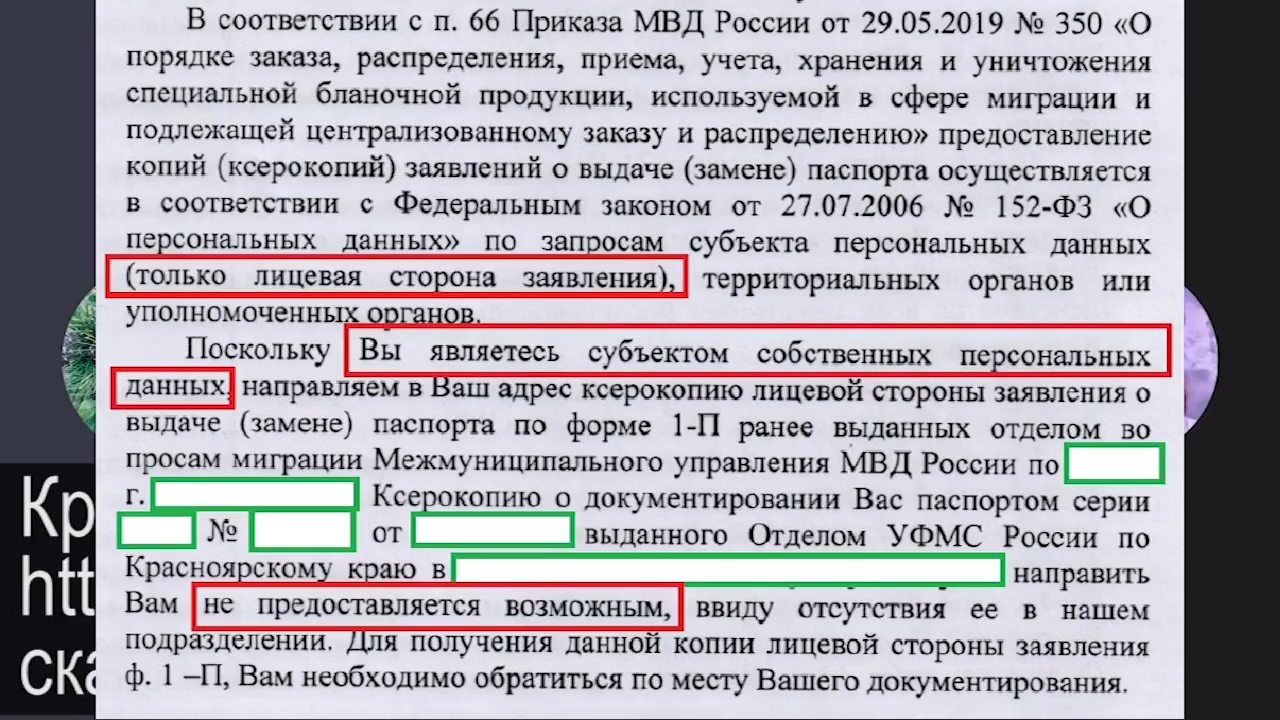 В соответствии с п. 66 Приказа МВД России от 29.05.2019 № 350 «О
порядке заказа, распределения, приема, учета, хранения и уничтожения
специальной бланочной продукции, используемой в сфере миграции и
подлежащей централизованному заказу и распределению» предоставление
копий (ксерокопий) заявлений о выдаче (замене) паспорта осуществляется
в соответствии с Федеральным законом от 27.07.2006 № 152-ФЗ «О
персональных данных» по запросам субъекта персональных данных
(только лицевая сторона заявления), территориальных органов или
уполномоченных органов.
Поскольку Вы являетесь субъектом собственных персональных
данных, направляем в Ваш адрес ксерокопию лицевой стороны заявления о
выдаче (замене) паспорта по форме 1-П ранее выданных отделом во
просам миграции Межмуниципального управления МВД России по
г. Ксерокопию о документировании Вас паспортом серии
№ от выданного Отделом УФМС России по
Красноярскому краю в направить
Вам не предоставляется возможным, ввиду отсутствия ее в нашем
подразделении. Для получения данной копии лицевой стороны заявления
ф. 1 –П, Вам необходимо обратиться по месту Вашего документирования.
Кр
htt
ска